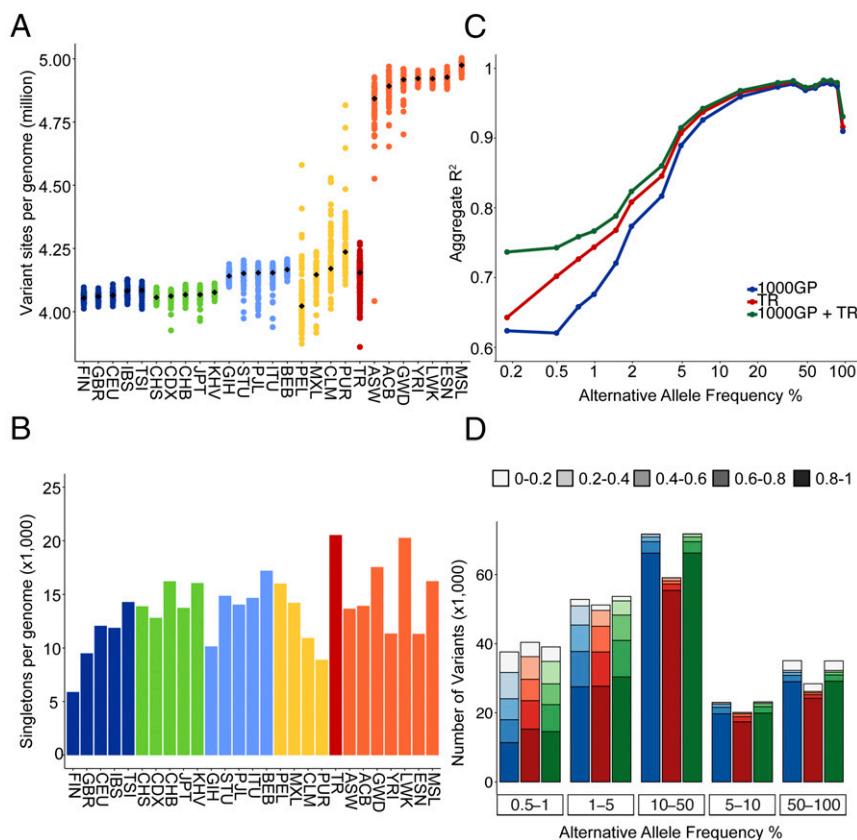 A
Variant sites per genome (million)
5.00
4.75
4.50
4.25
4.00
FIN GBR CEU IBS TSI CHS CDX CHB JPT KHV GIH STU PJL ITU BEB PEL MXL CLM PUR TR ASW ACB GWD YRI LWK ESN MSL
C
Aggregate R²
1
0.9
0.8
0.7
0.6
1000GP
TR
1000GP + TR
0.2 0.5 1 2 5 10 20 50 100
Alternative Allele Frequency %
B
Singletons per genome (x1,000)
25
20
15
10
5
0
FIN GBR CEU IBS TSI CHS CDX CHB JPT KHV GIH STU PJL ITU BEB PEL MXL CLM PUR TR ASW ACB GWD YRI LWK ESN MSL
D
0-0.2 0.2-0.4 0.4-0.6 0.6-0.8 0.8-1
Number of Variants (x1,000)
60
40
20
0
0.5–1 1–5 10–50 5–10 50–100
Alternative Allele Frequency %